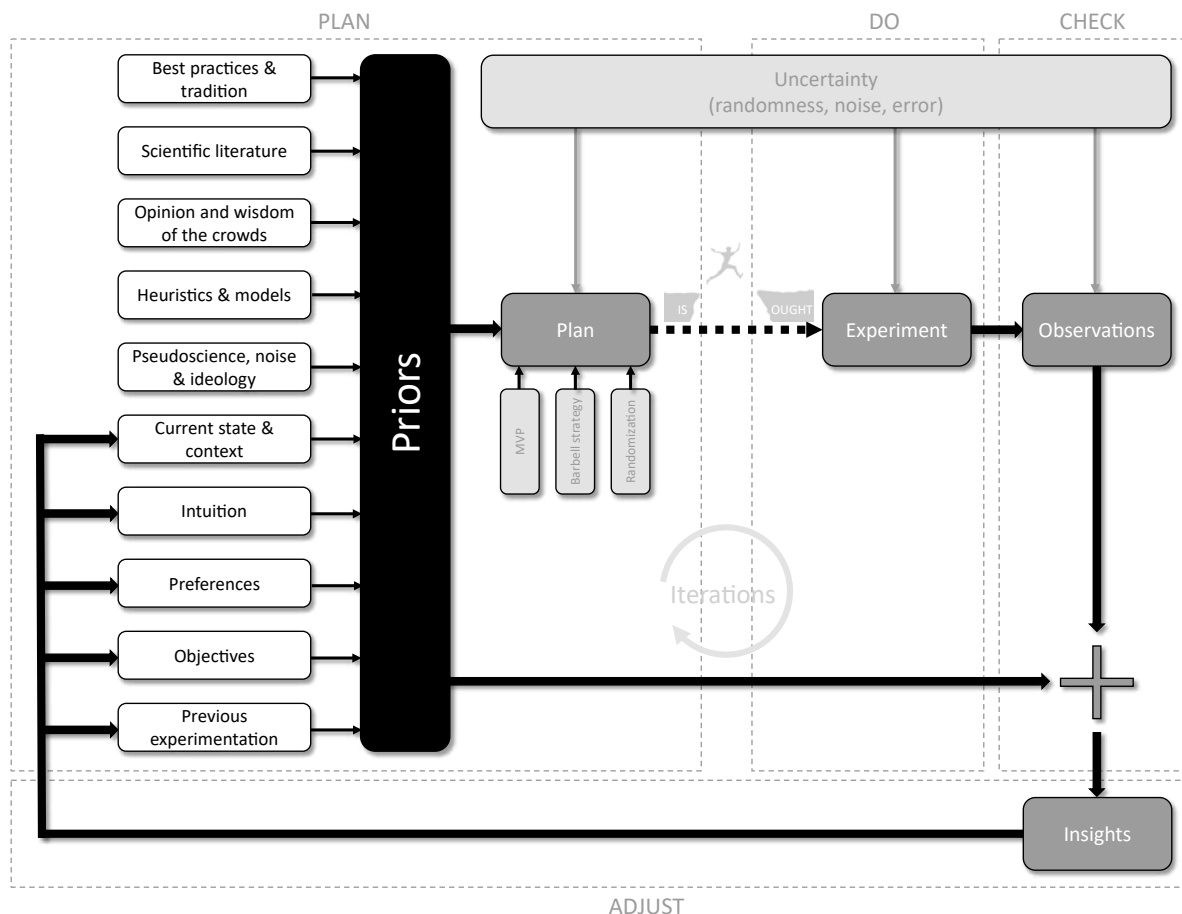 PLAN
DO
CHECK
Best practices &
tradition
Scientific literature
Opinion and wisdom
of the crowds
Heuristics & models
Pseudoscience, noise
& ideology
Current state &
context
Intuition
Preferences
Objectives
Previous
experimentation
Priors
Uncertainty
(randomness, noise, error)
Plan
IS
OUGHT
Experiment
Observations
MVP
Barbell strategy
Randomization
Iterations
Insights
ADJUST